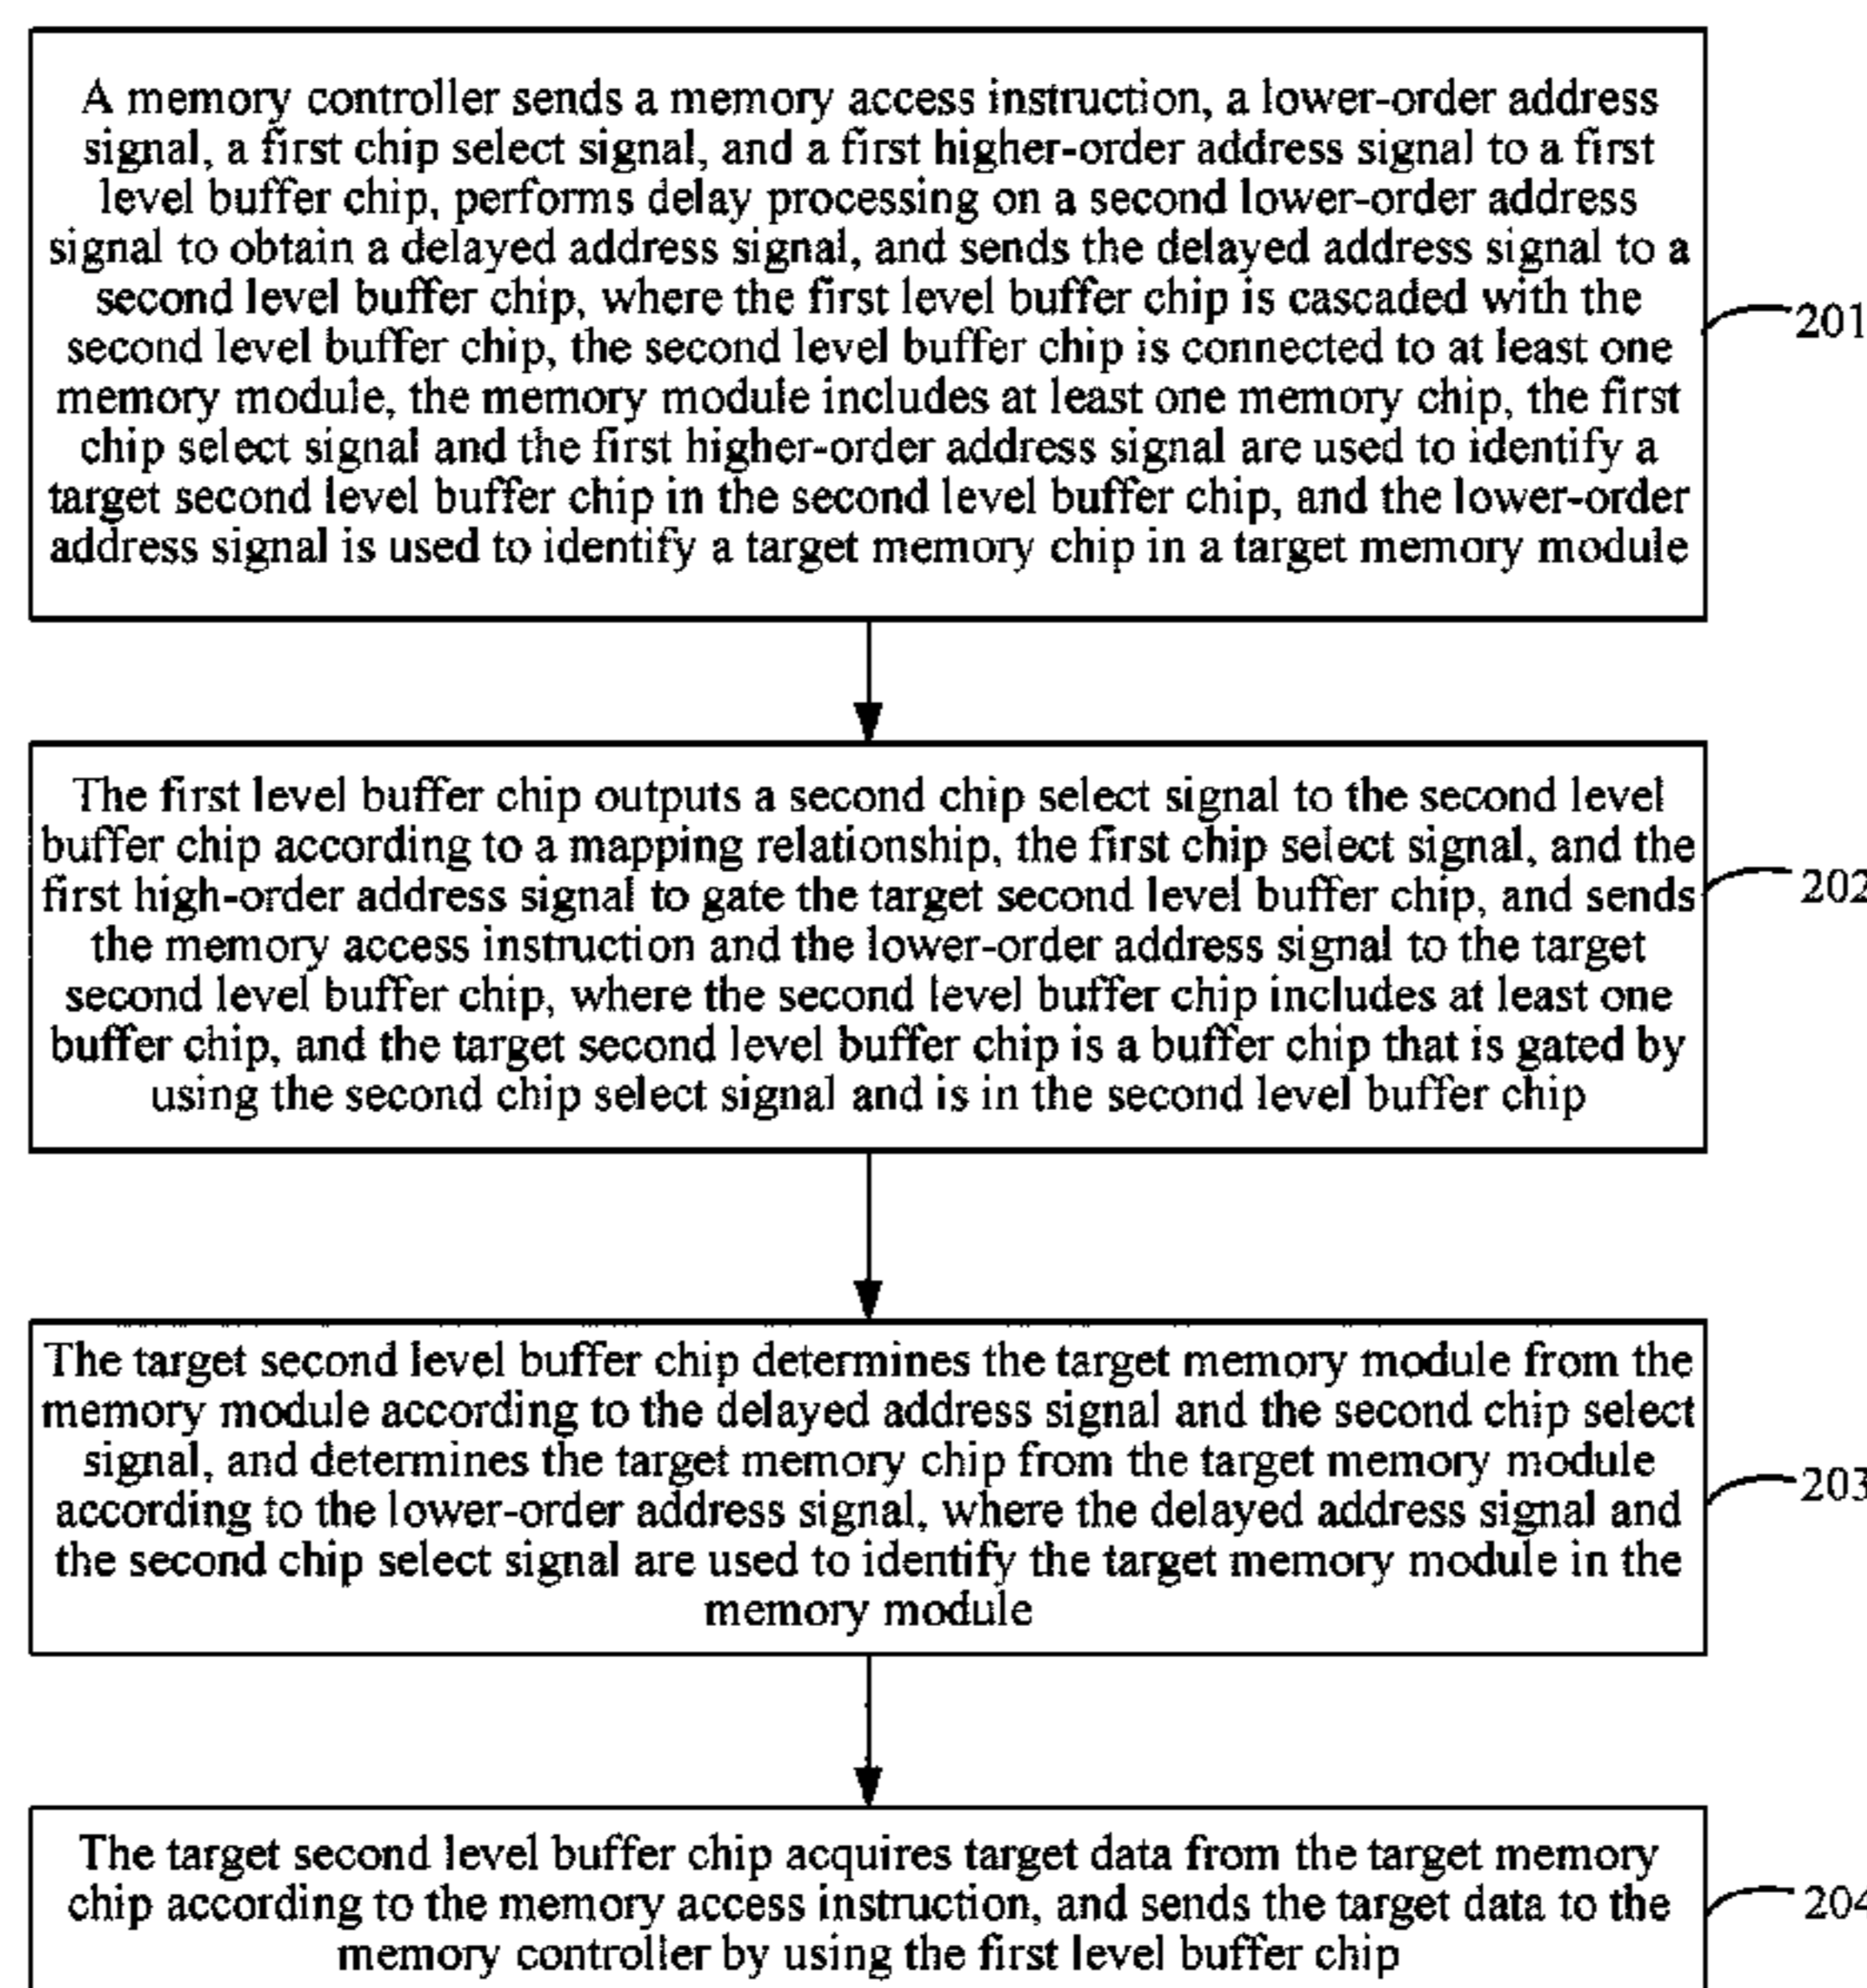 A memory controller sends a memory access instruction, a lower-order address
signal, a first chip select signal, and a first higher-order address signal to a first
level buffer chip, performs delay processing on a second lower-order address
signal to obtain a delayed address signal, and sends the delayed address signal to a
second level buffer chip, where the first level buffer chip is cascaded with the
second level buffer chip, the second level buffer chip is connected to at least one
memory module, the memory module includes at least one memory chip, the first
chip select signal and the first higher-order address signal are used to identify a
target second level buffer chip in the second level buffer chip, and the lower-order
address signal is used to identify a target memory chip in a target memory module
201
The first level buffer chip outputs a second chip select signal to the second level
buffer chip according to a mapping relationship, the first chip select signal, and the
first high-order address signal to gate the target second level buffer chip, and sends
the memory access instruction and the lower-order address signal to the target
second level buffer chip, where the second level buffer chip includes at least one
buffer chip, and the target second level buffer chip is a buffer chip that is gated by
using the second chip select signal and is in the second level buffer chip
202
The target second level buffer chip determines the target memory module from the
memory module according to the delayed address signal and the second chip select
signal, and determines the target memory chip from the target memory module
according to the lower-order address signal, where the delayed address signal and
the second chip select signal are used to identify the target memory module in the
memory module
203
The target second level buffer chip acquires target data from the target memory
chip according to the memory access instruction, and sends the target data to the
memory controller by using the first level buffer chip
204